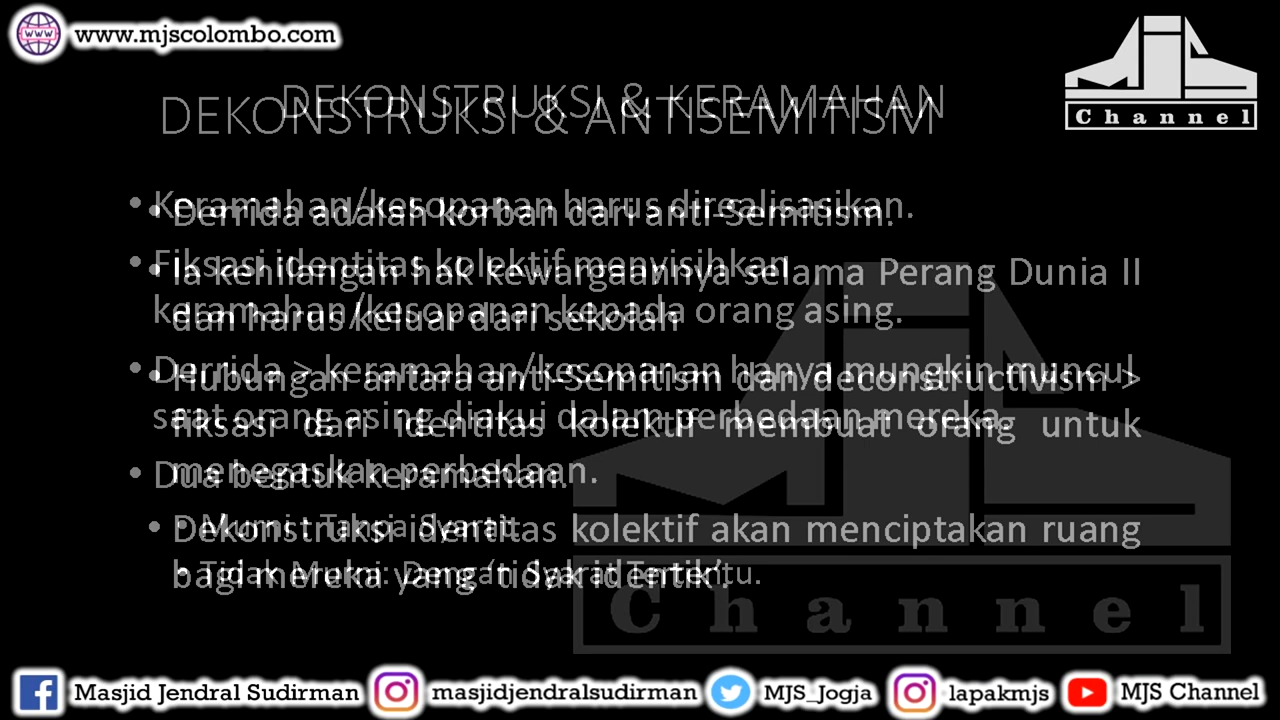 www.mjscolombo.com
MJS
Channel
DEKONSTRUKSI & KERAMAHAN
• Keramahan/kesopanan harus direalisasikan.
• Fiksasi identitas kolektif menyisihkan
keramahan/kesopanan kepada orang asing.
• Derrida > keramahan/kesopanan hanya mungkin muncul
saat orang asing diakui dalam perbedaan mereka.
• Dua bentuk keramahan.
• Murni: Tanpa Syarat.
• Tidak Murni: Dengan Syarat Tertentu.
DEKONSTRUKSI & ANTISEMITISM
• Derrida adalah korban dari anti-Semitism.
• Ia kehilangan hak kewargaannya selama Perang Dunia II
dan harus keluar dari sekolah
• Hubungan antara anti-Semitism dan deconstructivism >
fiksasi dari identitas kolektif membuat orang untuk
menegaskan perbedaan.
• Dekonstruksi identitas kolektif akan menciptakan ruang
bagi mereka yang ‘tidak identik’.
Channel
Masjid Jendral Sudirman
masjidjendralsudirman
MJS_Jogja
lapakmjs
MJS Channel